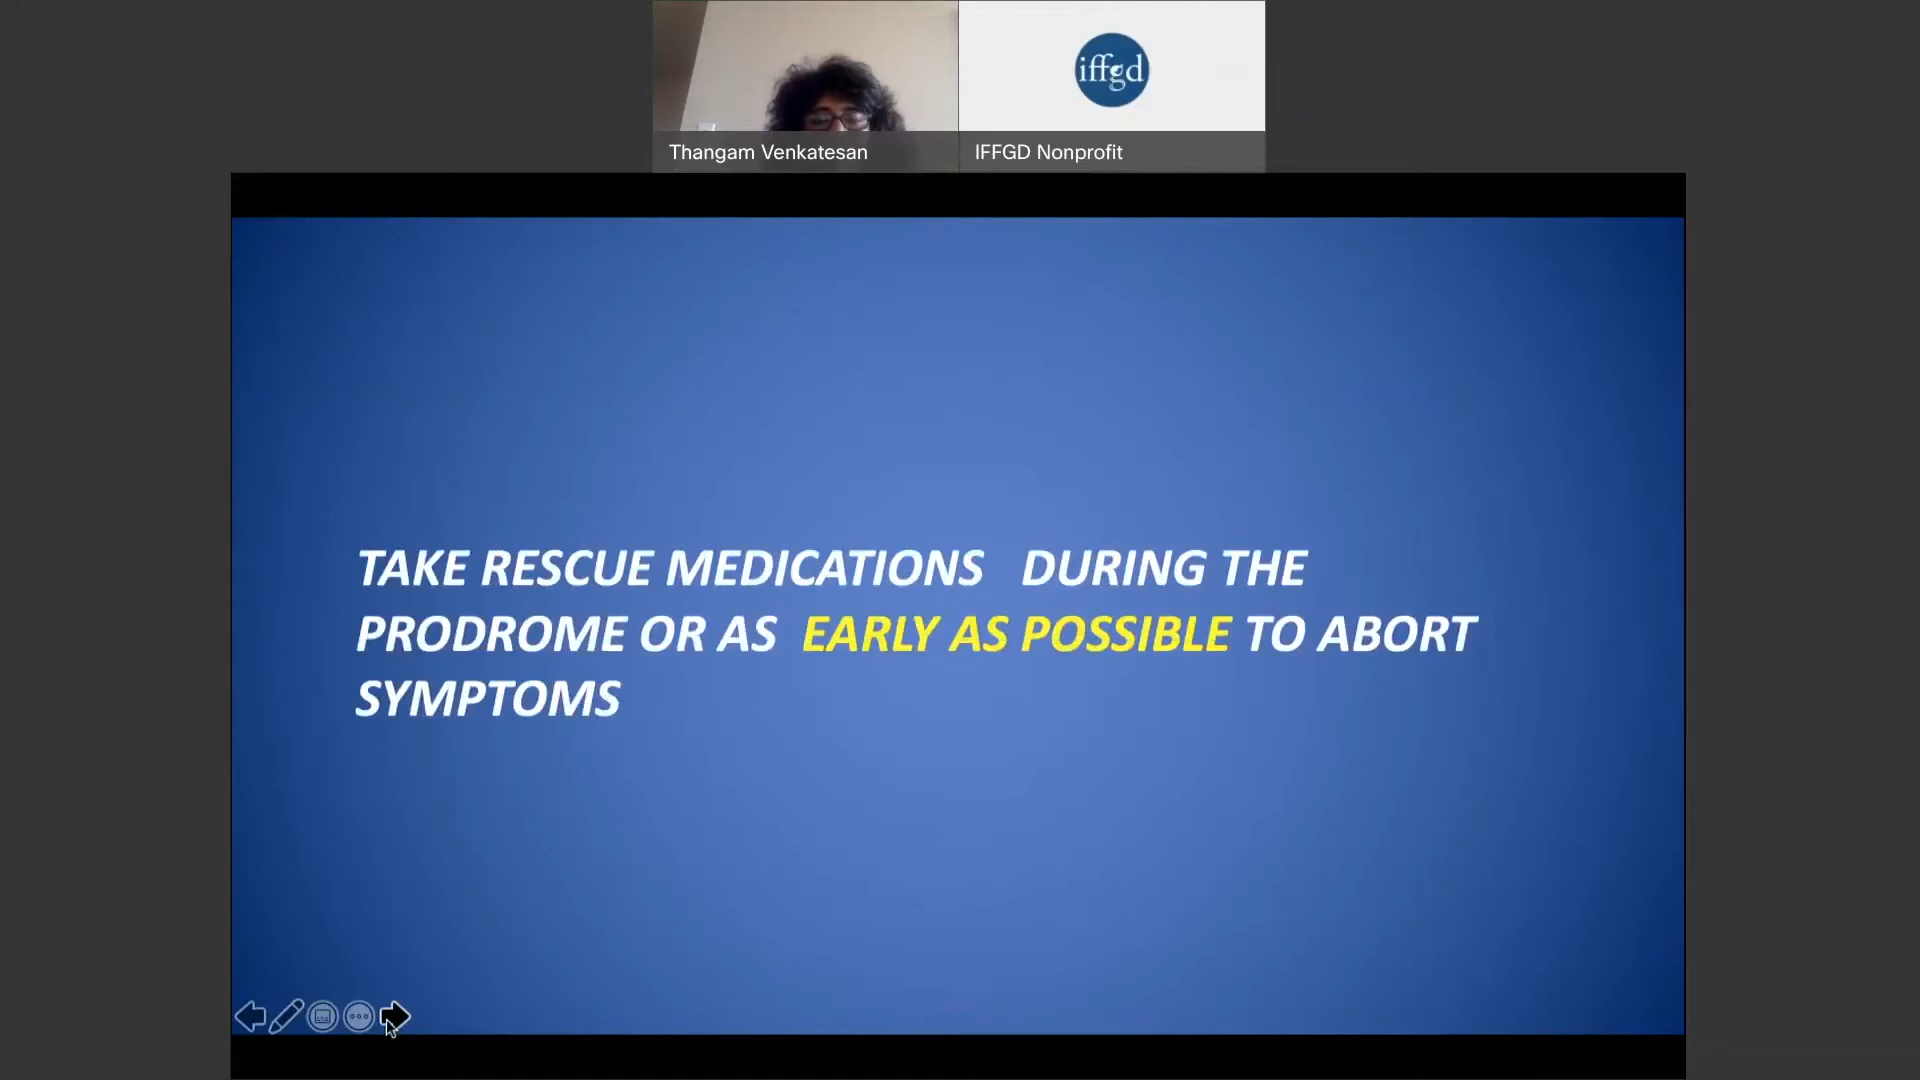 iffgd
Thangam Venkatesan
IFFGD Nonprofit
TAKE RESCUE MEDICATIONS   DURING THE
PRODROME OR AS  EARLY AS POSSIBLE TO ABORT
SYMPTOMS